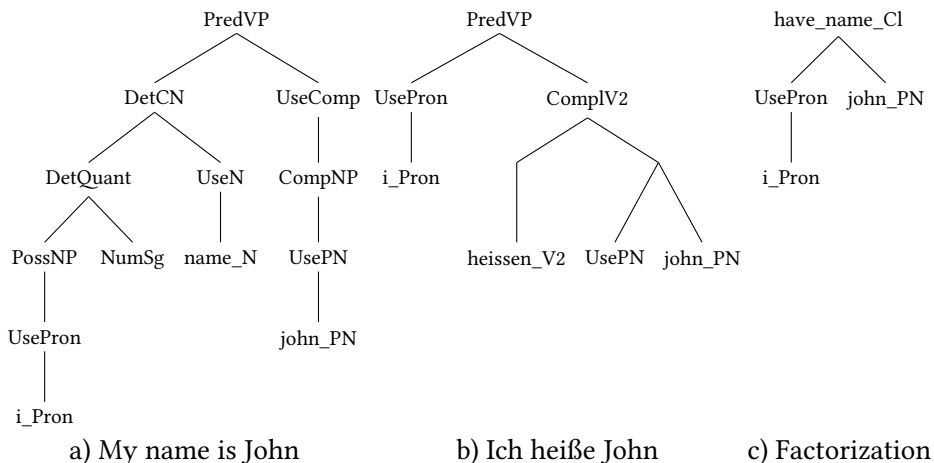 PredVP PredVP have_name_Cl
DetCN UseComp UsePron ComplV2 UsePron john_PN
DetQuant UseN CompNP i_Pron i_Pron
PossNP NumSg name_N UsePN heissen_V2 UsePN john_PN
UsePron john_PN
i_Pron
a) My name is John b) Ich heiße John c) Factorization